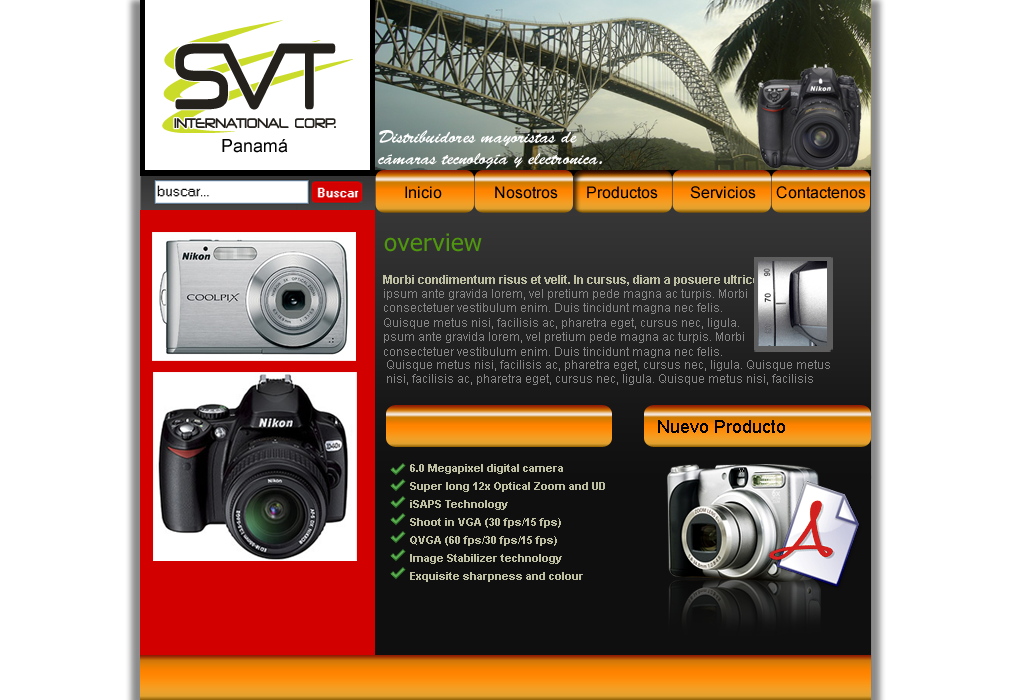 SVT
INTERNATIONAL CORP.
Panamá
Distribuidores mayoristas de
cámaras tecnología y electronica.
Nikon
buscar...
Buscar
Inicio
Nosotros
Productos
Servicios
Contactenos
Nikon
COOLPIX
Nikon
D40x
Nikon
overview
Morbi condimentum risus et velit. In cursus, diam a posuere ultrice
ipsum ante gravida lorem, vel pretium pede magna ac turpis. Morbi
consectetuer vestibulum enim. Duis tincidunt magna nec felis.
Quisque metus nisi, facilisis ac, pharetra eget, cursus nec, ligula.
psum ante gravida lorem, vel pretium pede magna ac turpis. Morbi
consectetuer vestibulum enim. Duis tincidunt magna nec felis.
Quisque metus nisi, facilisis ac, pharetra eget, cursus nec, ligula. Quisque metus
nisi, facilisis ac, pharetra eget, cursus nec, ligula. Quisque metus nisi, facilisis
90
70
Nuevo Producto
6.0 Megapixel digital camera
Super long 12x Optical Zoom and UD
iSAPS Technology
Shoot in VGA (30 fps/15 fps)
QVGA (60 fps/30 fps/15 fps)
Image Stabilizer technology
Exquisite sharpness and colour